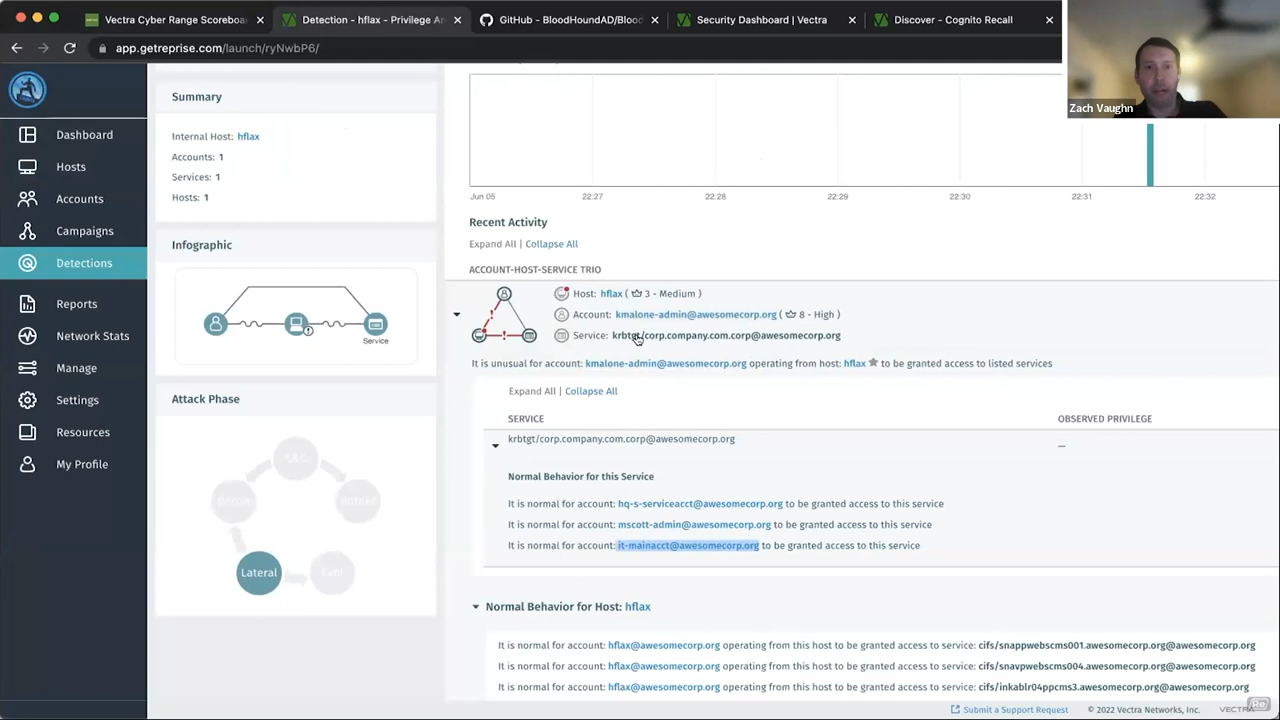 Vectra Cyber Range Scoreboa
Detection - hflax - Privilege An
GitHub - BloodHoundAD/Blood
Security Dashboard | Vectra
Discover - Cognito Recall
app.getreprise.com/launch/ryNwbP6/
Zach Vaughn
Dashboard
Hosts
Accounts
Campaigns
Detections
Reports
Network Stats
Manage
Settings
Resources
My Profile
Summary
Internal Host: hflax
Accounts: 1
Services: 1
Hosts: 1
Infographic
Service
Attack Phase
C&C
Recon
Lateral
Exfil
Jun 05 22:27 22:28 22:29 22:30 22:31 22:32
Recent Activity
Expand All | Collapse All
ACCOUNT-HOST-SERVICE TRIO
Host: hflax ( 3 - Medium )
Account: kmalone-admin@awesomecorp.org ( 8 - High )
Service: krbtgt/corp.company.com.corp@awesomecorp.org
It is unusual for account: kmalone-admin@awesomecorp.org operating from host: hflax to be granted access to listed services
Expand All | Collapse All
SERVICE OBSERVED PRIVILEGE
krbtgt/corp.company.com.corp@awesomecorp.org —
Normal Behavior for this Service
It is normal for account: hq-s-serviceacct@awesomecorp.org to be granted access to this service
It is normal for account: mscott-admin@awesomecorp.org to be granted access to this service
It is normal for account: it-mainacct@awesomecorp.org to be granted access to this service
Normal Behavior for Host: hflax
It is normal for account: hflax@awesomecorp.org operating from this host to be granted access to service: cifs/snappwebscms001.awesomecorp.org@awesomecorp.org
It is normal for account: hflax@awesomecorp.org operating from this host to be granted access to service: cifs/snavpwebscms004.awesomecorp.org@awesomecorp.org
It is normal for account: hflax@awesomecorp.org operating from this host to be granted access to service: cifs/inkablr04ppcms3.awesomecorp.org@awesomecorp.org
Submit a Support Request © 2022 Vectra Networks, Inc. VECTRA
Re